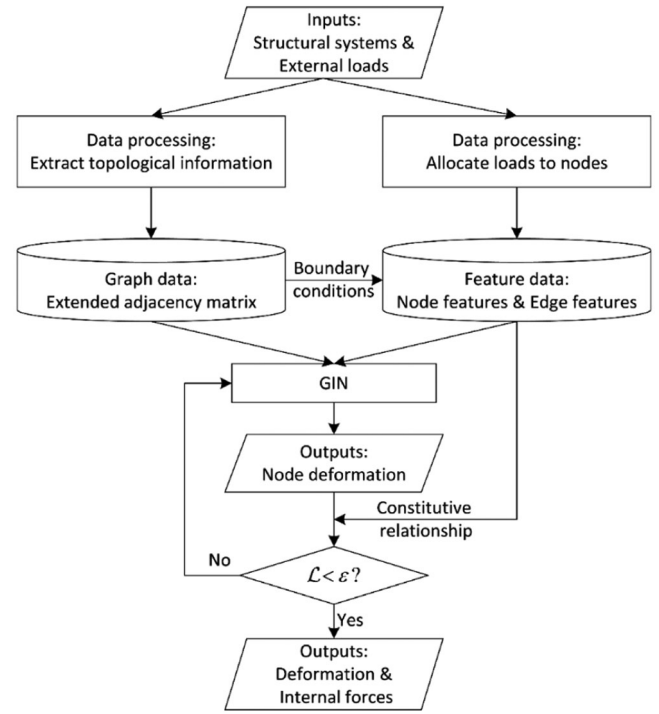 Inputs:
Structural systems &
External loads
Data processing:
Extract topological information
Data processing:
Allocate loads to nodes
Graph data:
Extended adjacency matrix
Boundary
conditions
Feature data:
Node features & Edge features
GIN
Outputs:
Node deformation
Constitutive
relationship
No
ℒ < ε ?
Yes
Outputs:
Deformation &
Internal forces